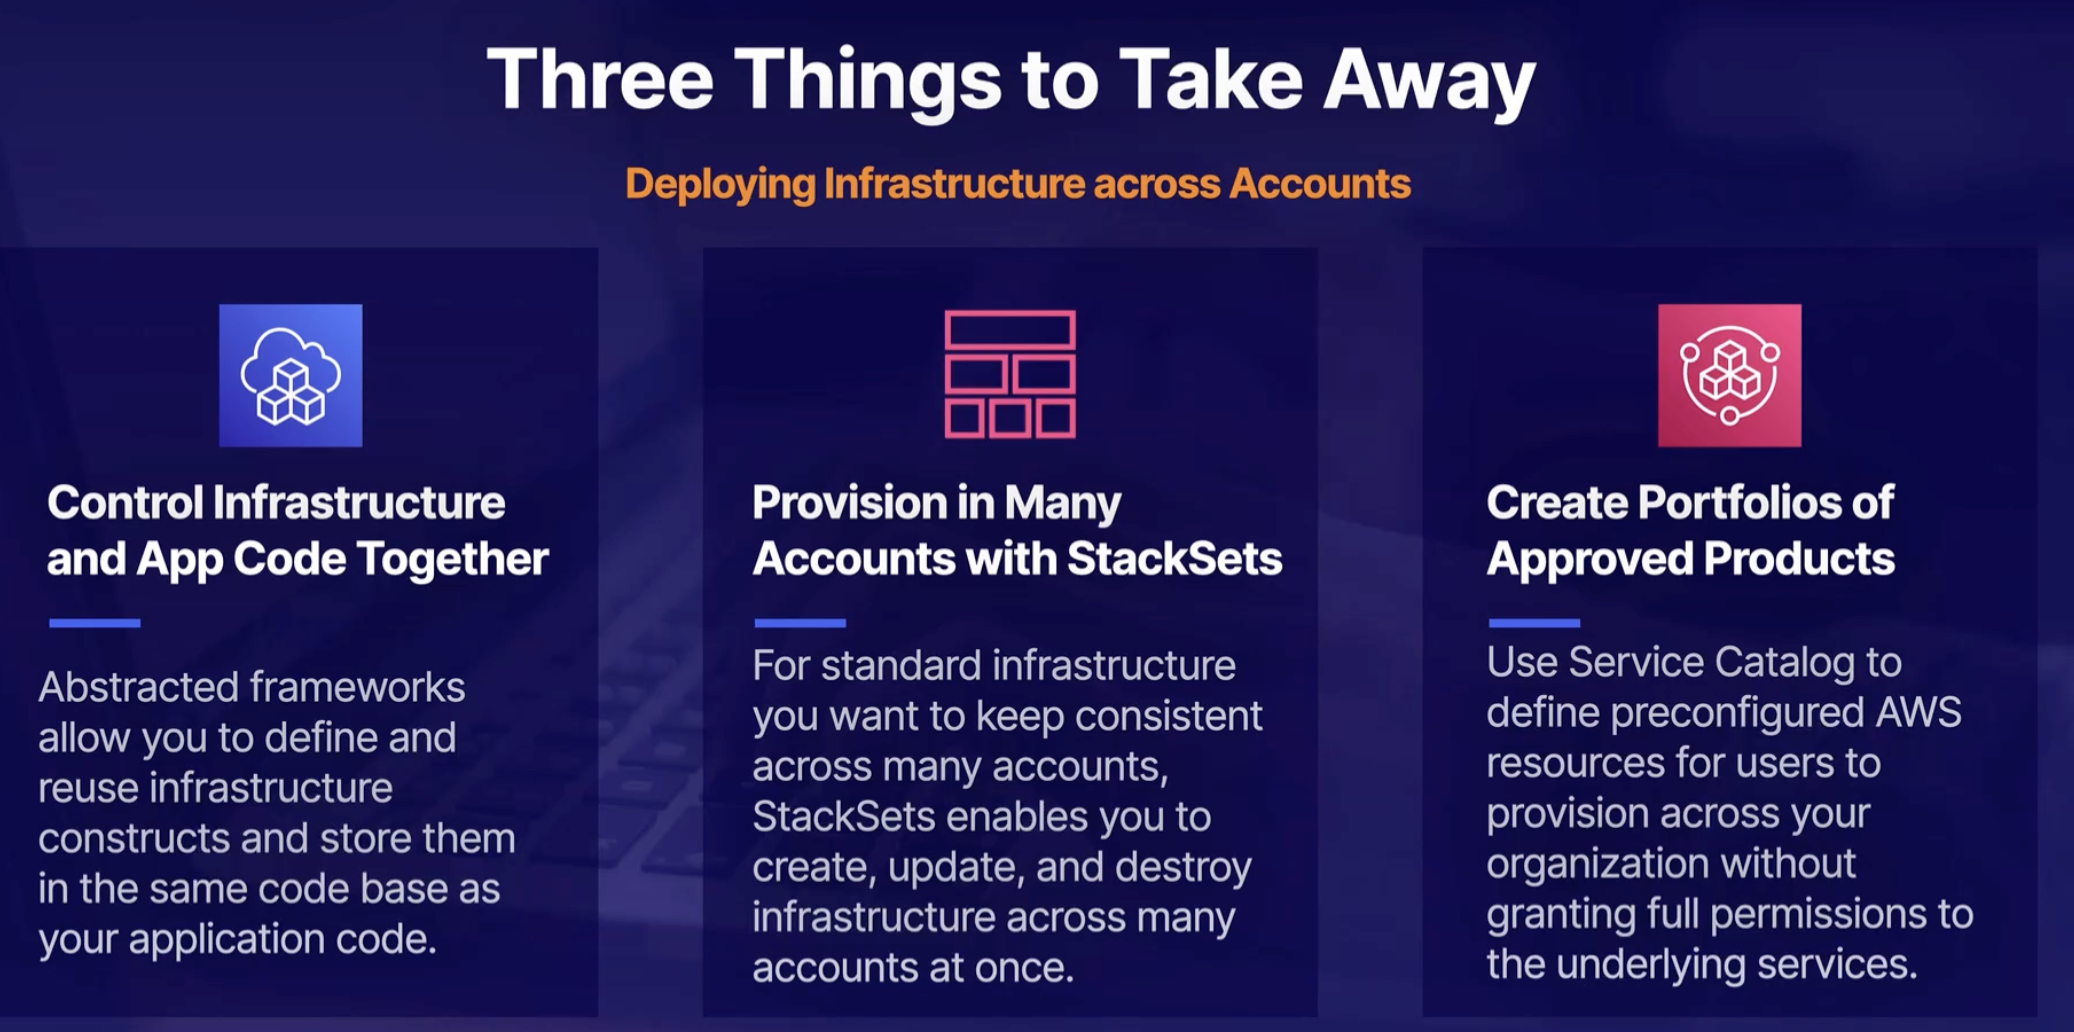 Three Things to Take Away
Deploying Infrastructure across Accounts
Control Infrastructure
and App Code Together
Abstracted frameworks
allow you to define and
reuse infrastructure
constructs and store them
in the same code base as
your application code.
Provision in Many
Accounts with StackSets
For standard infrastructure
you want to keep consistent
across many accounts,
StackSets enables you to
create, update, and destroy
infrastructure across many
accounts at once.
Create Portfolios of
Approved Products
Use Service Catalog to
define preconfigured AWS
resources for users to
provision across your
organization without
granting full permissions to
the underlying services.